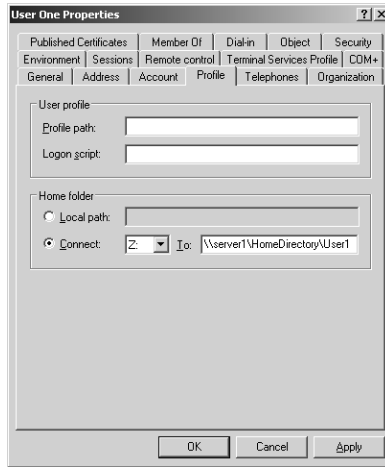 User One Properties
Published Certificates Member Of Dial-in Object Security
Environment Sessions Remote control Terminal Services Profile COM+
General Address Account Profile Telephones Organization
User profile
Profile path:
Logon script:
Home folder
Local path:
Connect: Z: To: \\server1\HomeDirectory\User1
OK Cancel Apply